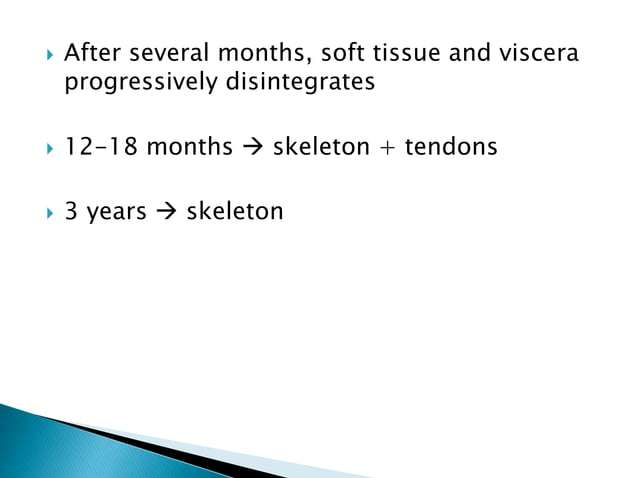 After several months, soft tissue and viscera
progressively disintegrates
12-18 months → skeleton + tendons
3 years → skeleton